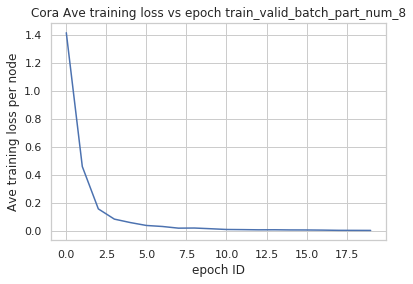 Cora Ave training loss vs epoch train_valid_batch_part_num_8
1.4
1.2
1.0
0.8
0.6
0.4
0.2
0.0
Ave training loss per node
0.0 2.5 5.0 7.5 10.0 12.5 15.0 17.5
epoch ID